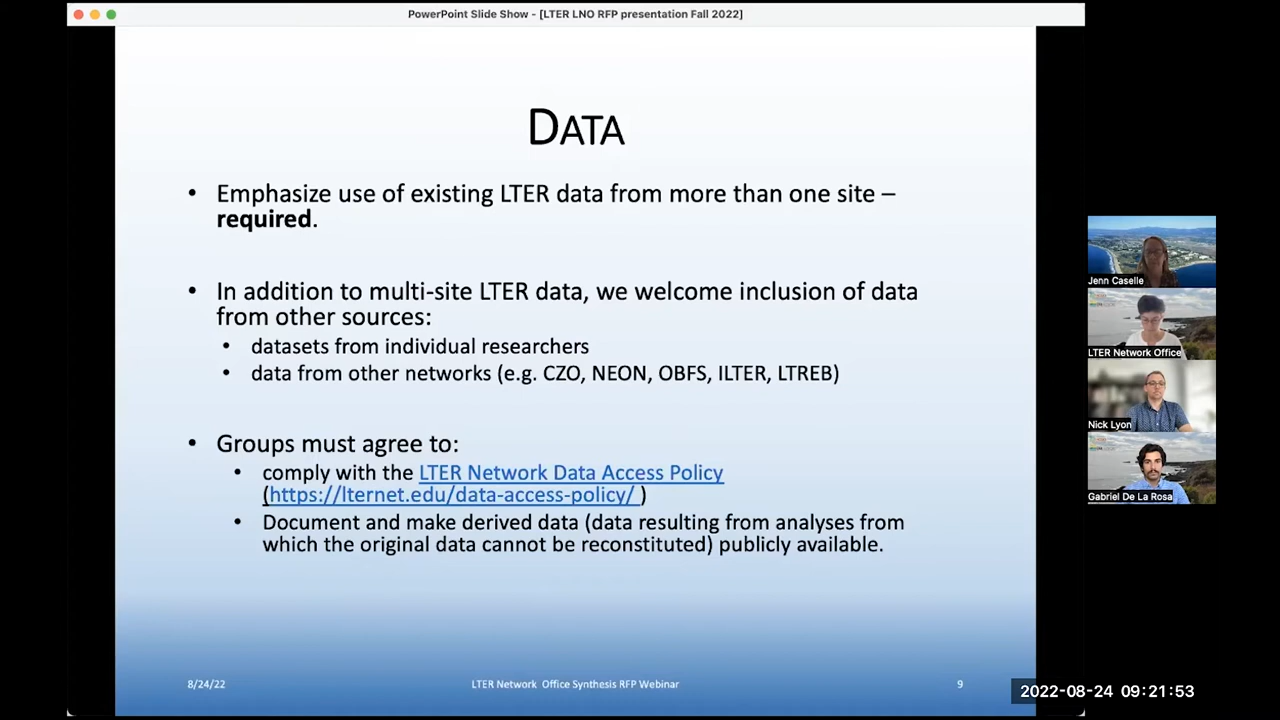 PowerPoint Slide Show - [LTER LNO RFP presentation Fall 2022]
DATA
• Emphasize use of existing LTER data from more than one site –
required.
• In addition to multi-site LTER data, we welcome inclusion of data
from other sources:
• datasets from individual researchers
• data from other networks (e.g. CZO, NEON, OBFS, ILTER, LTREB)
• Groups must agree to:
• comply with the LTER Network Data Access Policy
(https://lternet.edu/data-access-policy/ )
• Document and make derived data (data resulting from analyses from
which the original data cannot be reconstituted) publicly available.
8/24/22
LTER Network Office Synthesis RFP Webinar
9
Jenn Caselle
LTER Network Office
Nick Lyon
Gabriel De La Rosa
2022-08-24 09:21:53